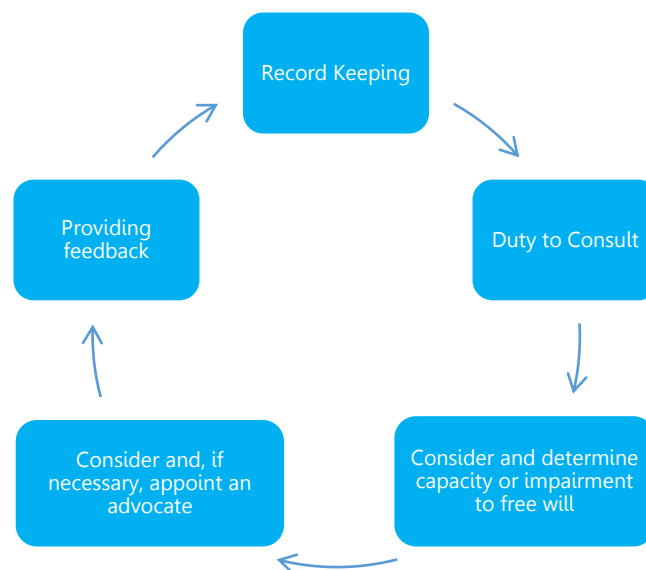 Record Keeping
Duty to Consult
Consider and determine
capacity or impairment
to free will
Consider and, if
necessary, appoint an
advocate
Providing
feedback